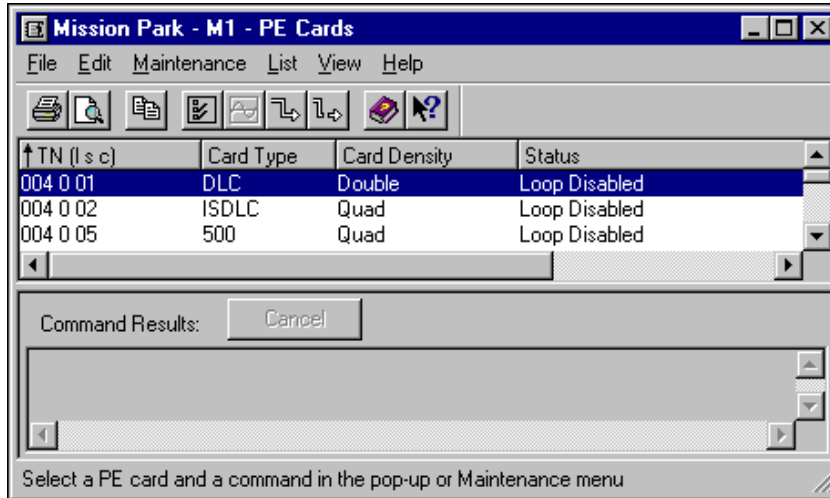 Mission Park - M1 - PE Cards
File Edit Maintenance List View Help
TN (l s c) Card Type Card Density Status
004 0 01 DLC Double Loop Disabled
004 0 02 ISDLC Quad Loop Disabled
004 0 05 500 Quad Loop Disabled
Command Results: Cancel
Select a PE card and a command in the pop-up or Maintenance menu